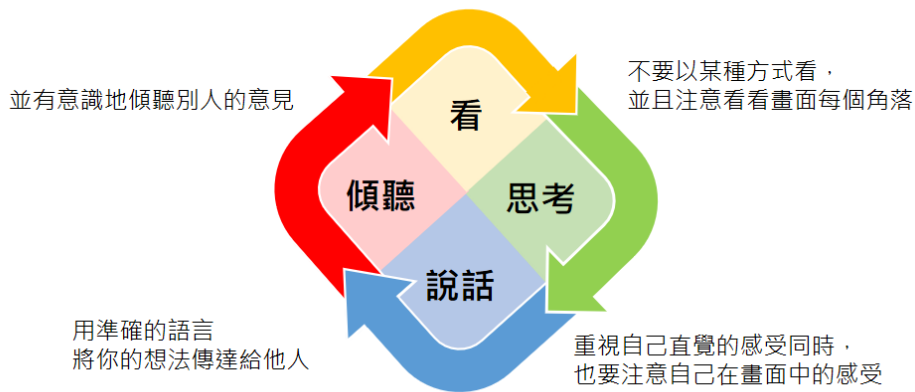 並有意識地傾聽別人的意見
不要以某種方式看，
並且注意看看畫面每個角落
看
傾聽
思考
說話
用準確的語言
將你的想法傳達給他人
重視自己直覺的感受同時，
也要注意自己在畫面中的感受